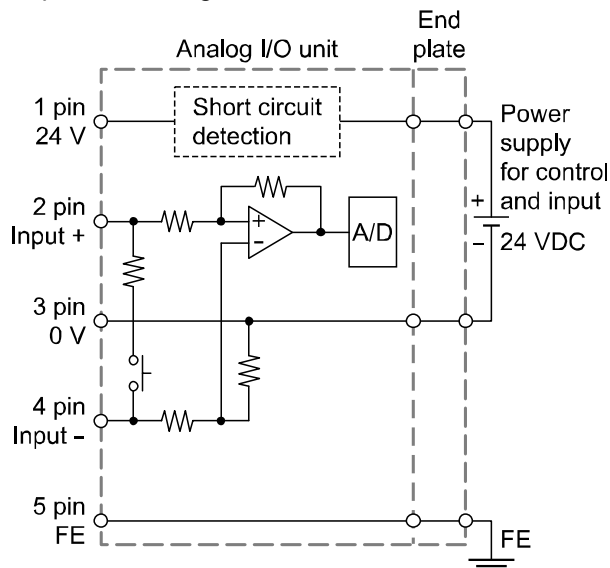 End
Analog I/O unit
plate
1 pin
24 V
Short circuit
detection
Power
supply
for control
and input
+
−
24 VDC
2 pin
Input +
+
−
A/D
3 pin
0 V
4 pin
Input −
5 pin
FE
FE